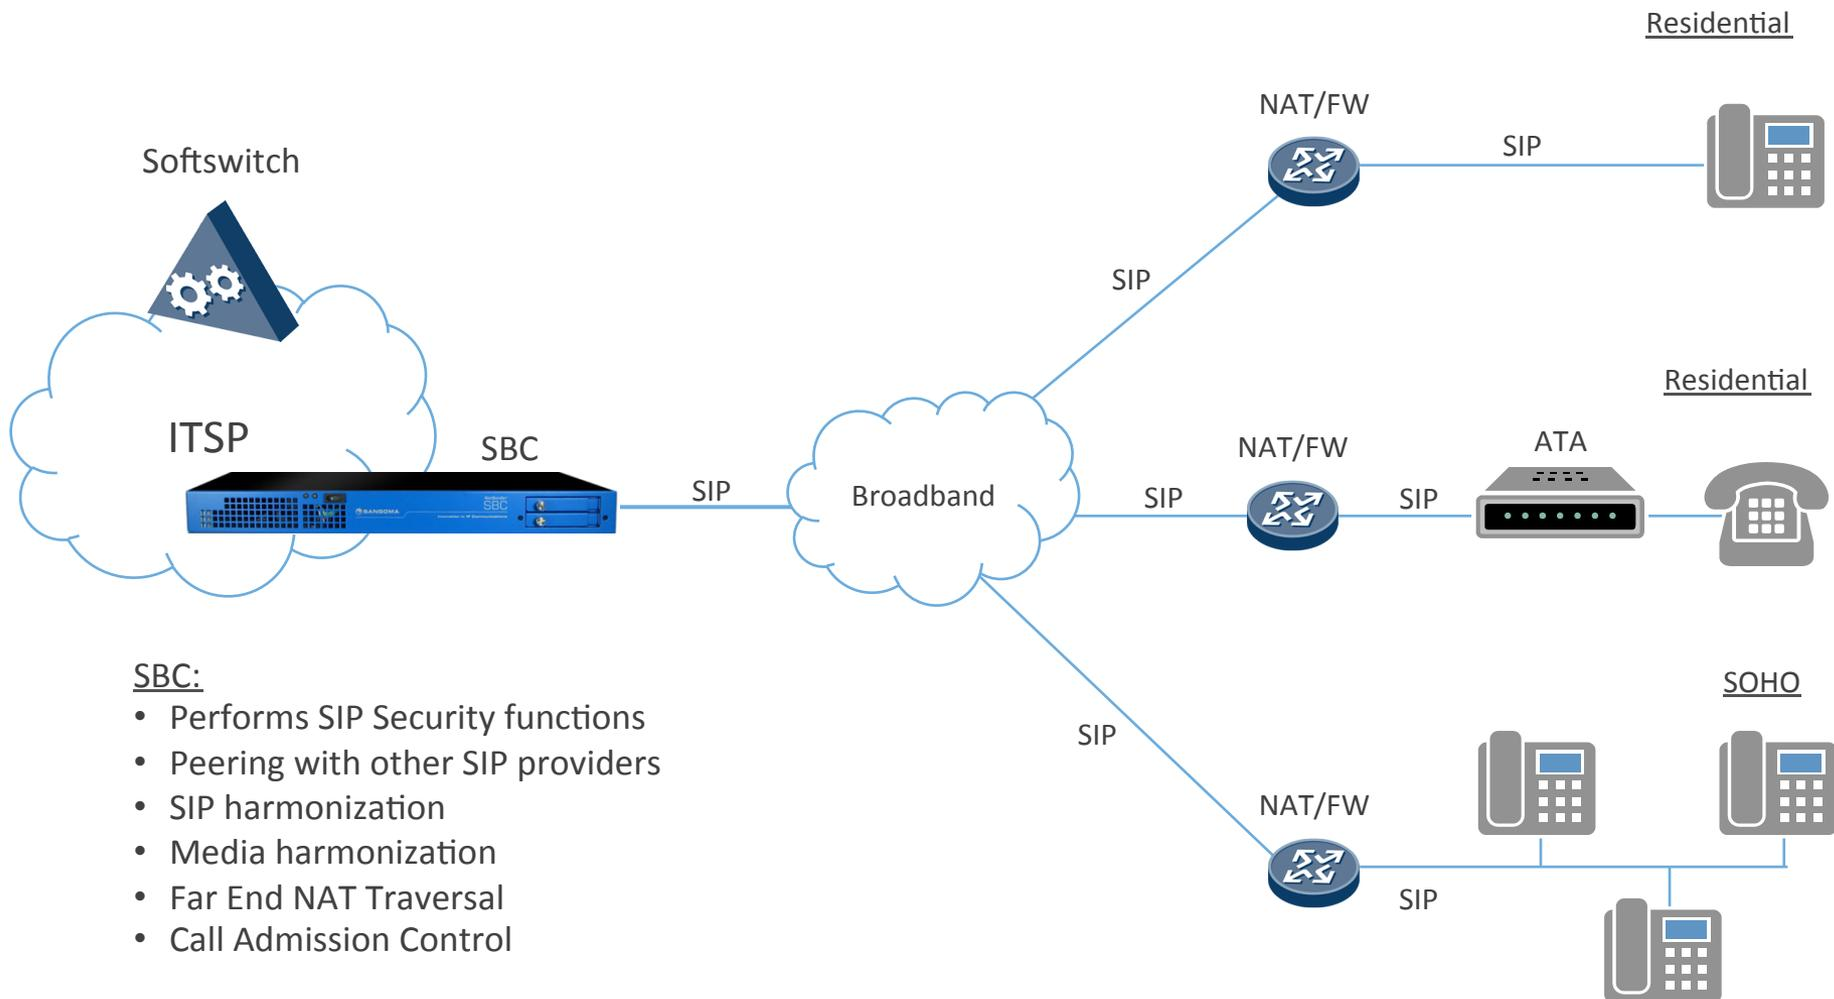 Residential
NAT/FW
SIP
Softswitch
SIP
Residential
ITSP
SBC
NAT/FW
ATA
SIP
Broadband
SIP
SIP
SANGOMA
SBC
SOHO
SBC:
• Performs SIP Security functions
• Peering with other SIP providers
• SIP harmonization
• Media harmonization
• Far End NAT Traversal
• Call Admission Control
SIP
NAT/FW
SIP